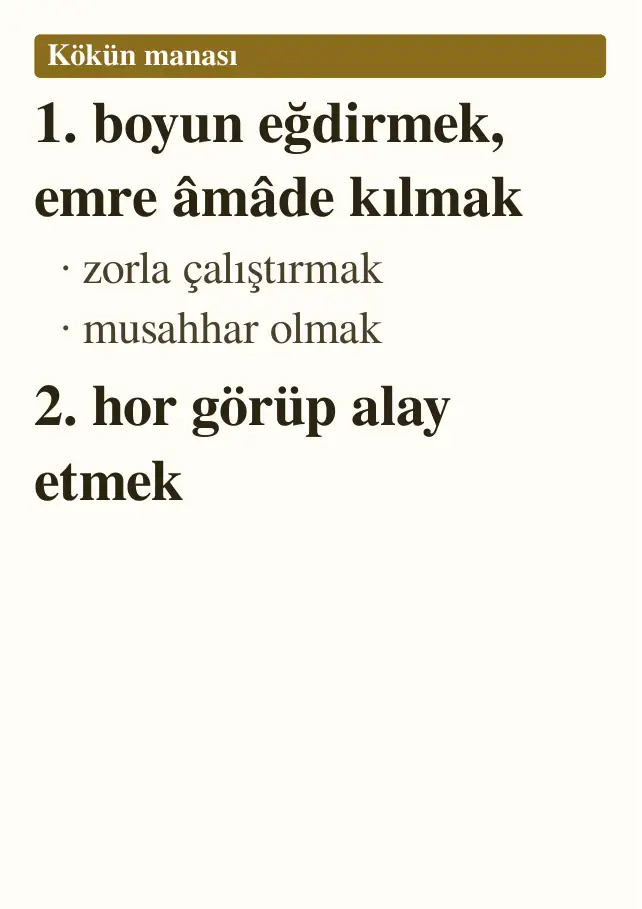 Kökün manası
1. boyun eğdirmek,
emre âmâde kılmak
· zorla çalıştırmak
· musahhar olmak
2. hor görüp alay
etmek